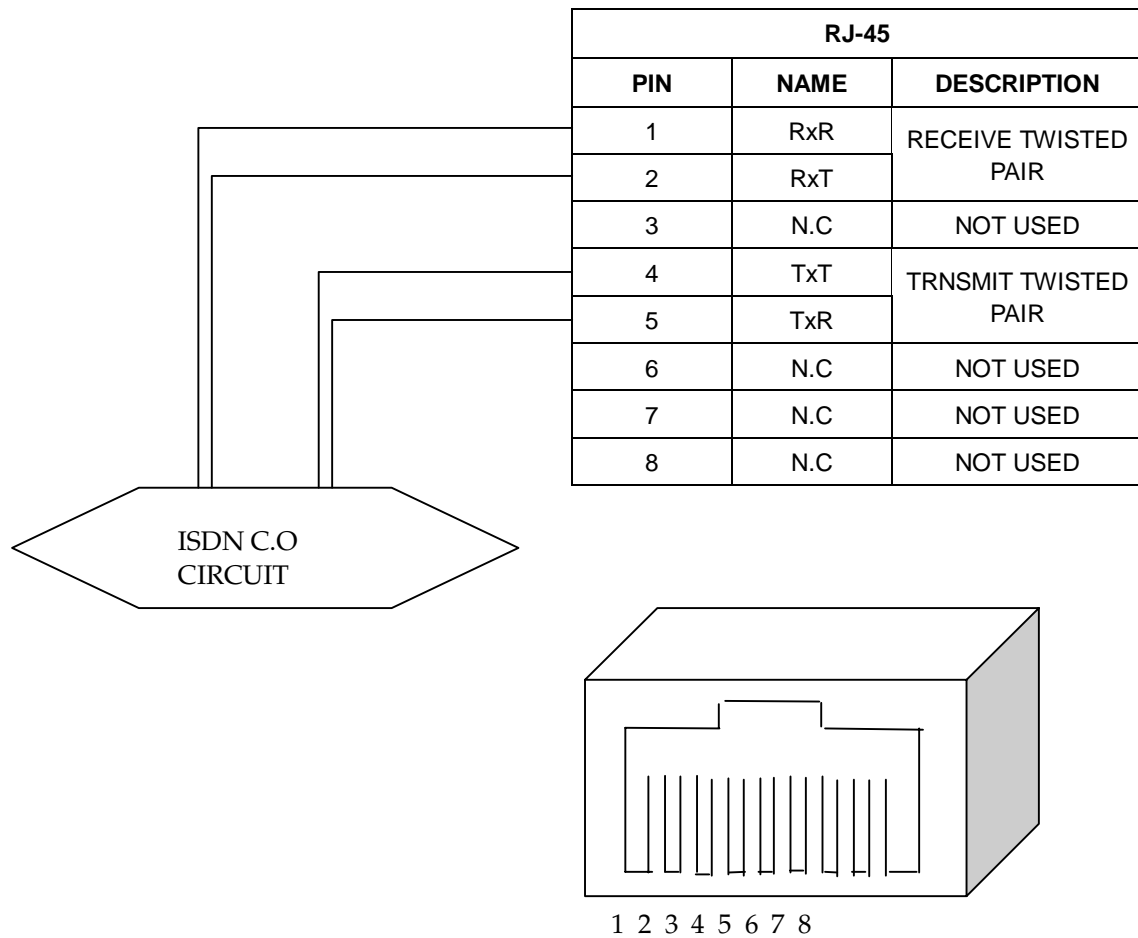 RJ-45
PIN NAME DESCRIPTION
1 RxR RECEIVE TWISTED
PAIR
2 RxT
3 N.C NOT USED
4 TxT TRNSMIT TWISTED
PAIR
5 TxR
6 N.C NOT USED
7 N.C NOT USED
8 N.C NOT USED
ISDN C.O
CIRCUIT
1 2 3 4 5 6 7 8